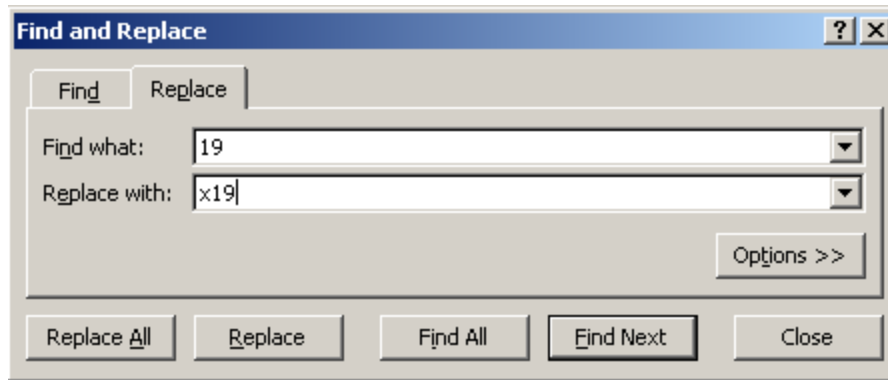 Find and Replace
Find Replace
Find what: 19
Replace with: x19
Options >>
Replace All Replace Find All Find Next Close